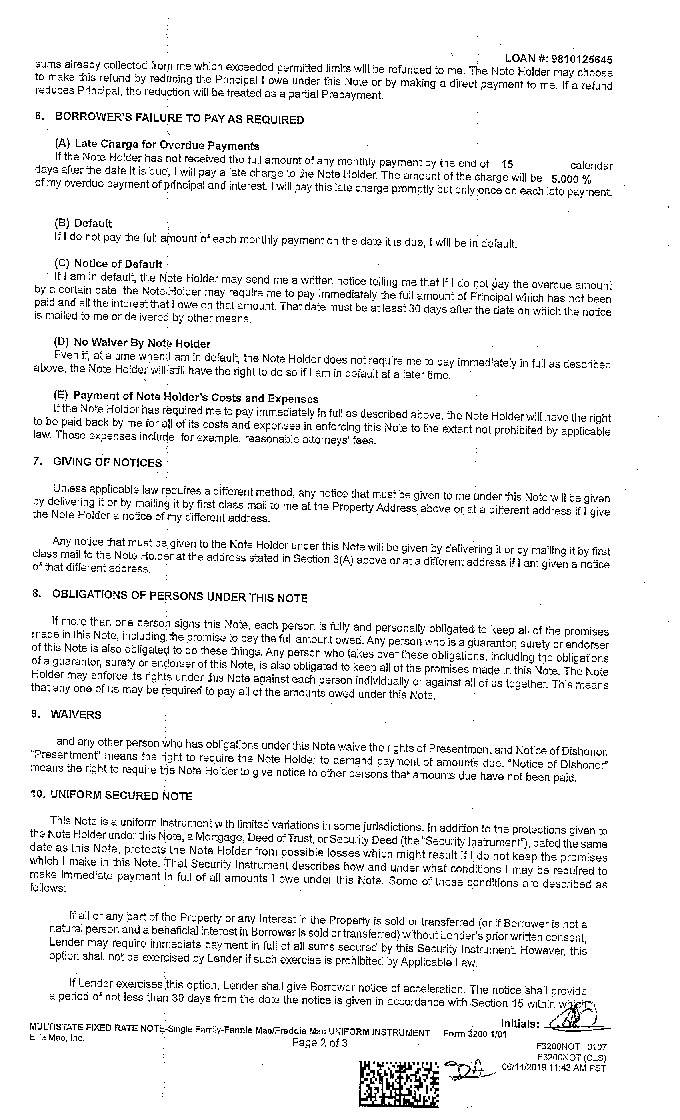 LOAN #: 9810125645
sums already collected from me which exceeded permitted limits will be refunded to me. The Note Holder may choose
to make this refund by reducing the Principal I owe under this Note or by making a direct payment to me. If a refund
reduces Principal, the reduction will be treated as a partial Prepayment.
6. BORROWER'S FAILURE TO PAY AS REQUIRED
(A) Late Charge for Overdue Payments
If the Note Holder has not received the full amount of any monthly payment by the end of 15 calendar
days after the date it is due, I will pay a late charge to the Note Holder. The amount of the charge will be 5.000 %
of my overdue payment of principal and interest. I will pay this late charge promptly but only once on each late payment.
(B) Default
If I do not pay the full amount of each monthly payment on the date it is due, I will be in default.
(C) Notice of Default
If I am in default, the Note Holder may send me a written notice telling me that if I do not pay the overdue amount
by a certain date, the Note Holder may require me to pay immediately the full amount of Principal which has not been
paid and all the interest that I owe on that amount. That date must be at least 30 days after the date on which the notice
is mailed to me or delivered by other means.
(D) No Waiver By Note Holder
Even if, at a time when I am in default, the Note Holder does not require me to pay immediately in full as described
above, the Note Holder will still have the right to do so if I am in default at a later time.
(E) Payment of Note Holder's Costs and Expenses
If the Note Holder has required me to pay immediately in full as described above, the Note Holder will have the right
to be paid back by me for all of its costs and expenses in enforcing this Note to the extent not prohibited by applicable
law. Those expenses include, for example, reasonable attorneys' fees.
7. GIVING OF NOTICES
Unless applicable law requires a different method, any notice that must be given to me under this Note will be given
by delivering it or by mailing it by first class mail to me at the Property Address above or at a different address if I give
the Note Holder a notice of my different address.
Any notice that must be given to the Note Holder under this Note will be given by delivering it or by mailing it by first
class mail to the Note Holder at the address stated in Section 3(A) above or at a different address if I am given a notice
of that different address.
8. OBLIGATIONS OF PERSONS UNDER THIS NOTE
If more than one person signs this Note, each person is fully and personally obligated to keep all of the promises
made in this Note, including the promise to pay the full amount owed. Any person who is a guarantor, surety or endorser
of this Note is also obligated to do these things. Any person who takes over these obligations, including the obligations
of a guarantor, surety or endorser of this Note, is also obligated to keep all of the promises made in this Note. The Note
Holder may enforce its rights under this Note against each person individually or against all of us together. This means
that any one of us may be required to pay all of the amounts owed under this Note.
9. WAIVERS
and any other person who has obligations under this Note waive the rights of Presentment and Notice of Dishonor.
"Presentment" means the right to require the Note Holder to demand payment of amounts due. "Notice of Dishonor"
means the right to require the Note Holder to give notice to other persons that amounts due have not been paid.
10. UNIFORM SECURED NOTE
This Note is a uniform instrument with limited variations in some jurisdictions. In addition to the protections given to
the Note Holder under this Note, a Mortgage, Deed of Trust, or Security Deed (the "Security Instrument"), dated the same
date as this Note, protects the Note Holder from possible losses which might result if I do not keep the promises
which I make in this Note. That Security Instrument describes how and under what conditions I may be required to
make immediate payment in full of all amounts I owe under this Note. Some of those conditions are described as
follows:
If all or any part of the Property or any Interest in the Property is sold or transferred (or if Borrower is not a
natural person and a beneficial interest in Borrower is sold or transferred) without Lender's prior written consent,
Lender may require immediate payment in full of all sums secured by this Security Instrument. However, this
option shall not be exercised by Lender if such exercise is prohibited by Applicable Law.
If Lender exercises this option, Lender shall give Borrower notice of acceleration. The notice shall provide
a period of not less than 30 days from the date the notice is given in accordance with Section 15 within which
Initials:
MULTISTATE FIXED RATE NOTE-Single Family-Fannie Mae/Freddie Mac UNIFORM INSTRUMENT Form 3200 1/01
Ellie Mae, Inc.
Page 2 of 3
F3200NOT 0107
F3200NOT (CLS)
06/14/2019 11:43 AM PST